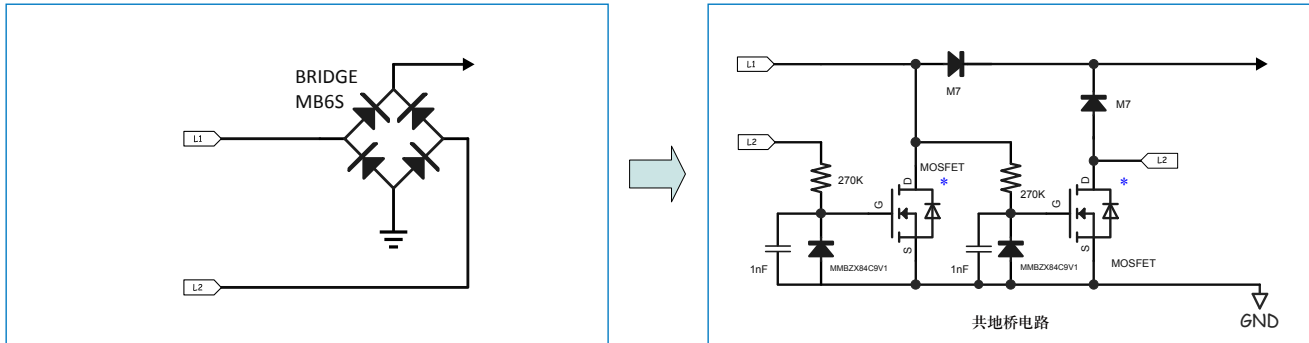 BRIDGE
MB6S
L1
L2
L1
M7
M7
L2
L2
270K
MOSFET
*
D
G
S
1nF
MMBZX84C9V1
270K
*
D
G
S
1nF
MMBZX84C9V1
MOSFET
共地桥电路
GND